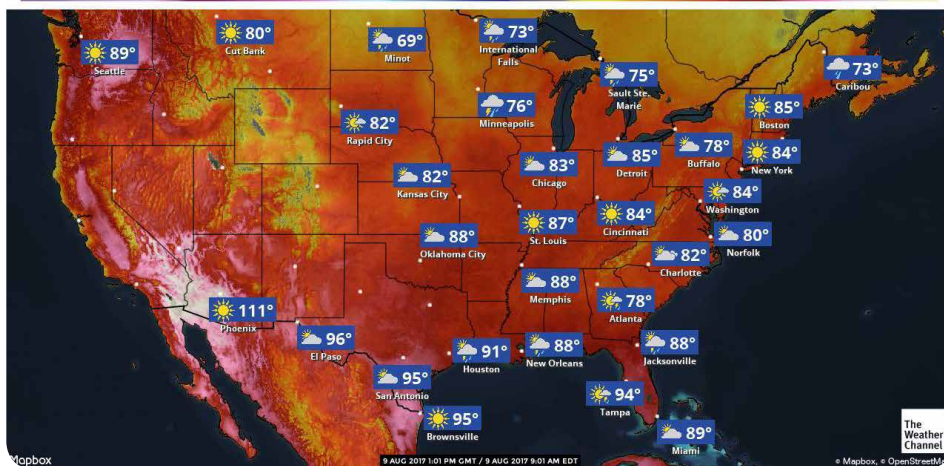 80°
Cut Bank
69°
Minot
73°
International
Falls
89°
Seattle
75°
Sault Ste.
Marie
73°
Caribou
76°
Minneapolis
85°
Boston
82°
Rapid City
78°
Buffalo
84°
New York
83°
Chicago
85°
Detroit
82°
Kansas City
84°
Washington
87°
St. Louis
84°
Cincinnati
80°
Norfolk
88°
Oklahoma City
82°
Charlotte
88°
Memphis
78°
Atlanta
111°
Phoenix
96°
El Paso
91°
Houston
88°
New Orleans
88°
Jacksonville
95°
San Antonio
94°
Tampa
95°
Brownsville
89°
Miami
The
Weather
Channel
Mapbox
9 AUG 2017 1:01 PM GMT / 9 AUG 2017 9:01 AM EDT
© Mapbox, © OpenStreetM